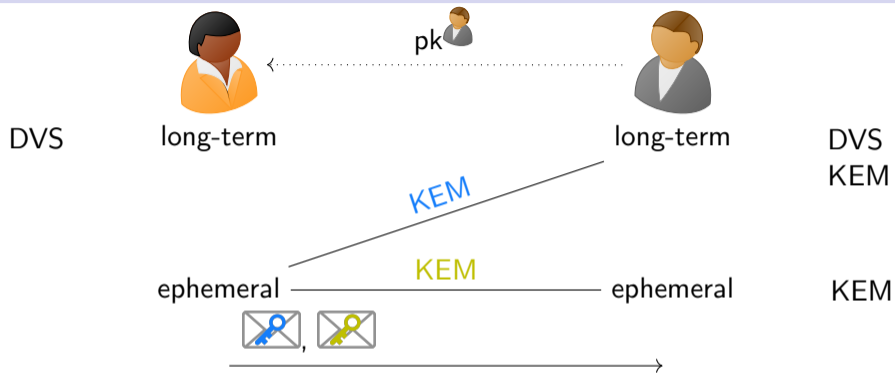 pk
DVS long-term long-term DVS
KEM
KEM
KEM
ephemeral ephemeral KEM
,